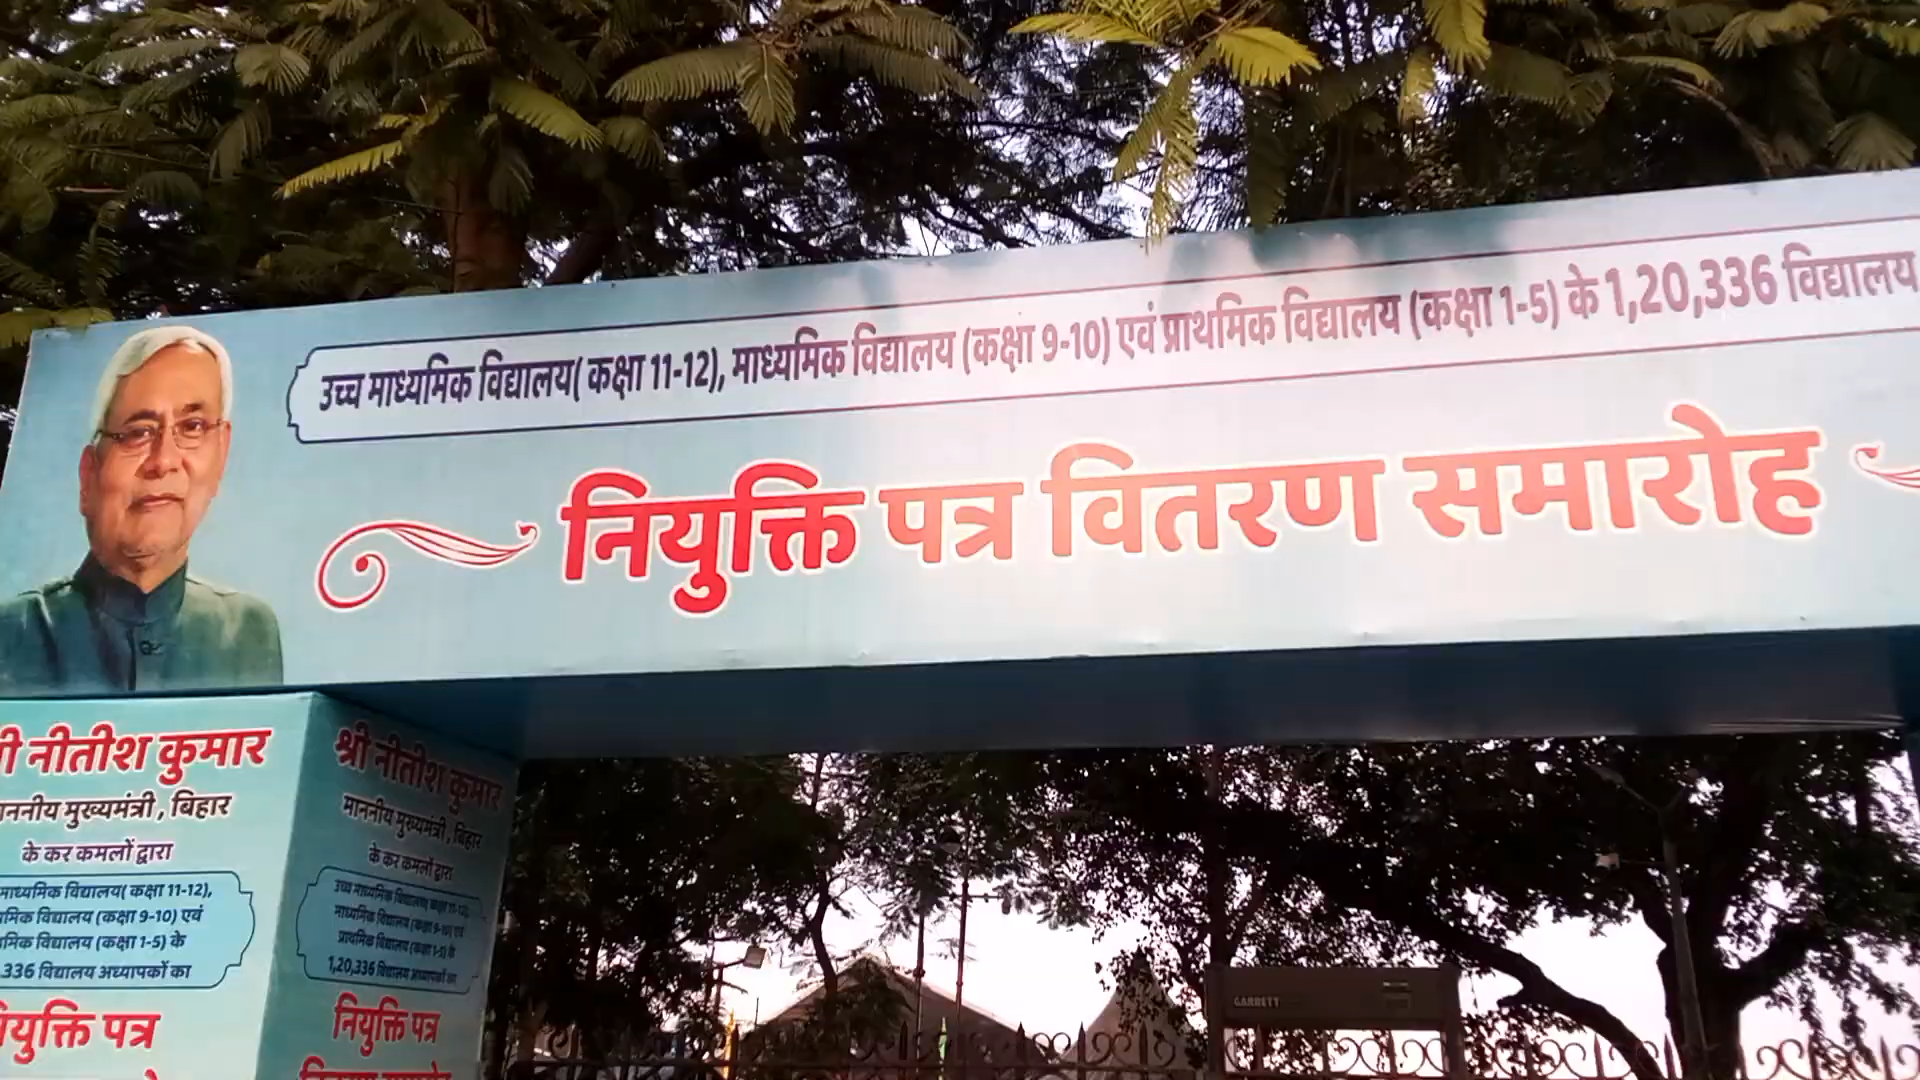 उच्च माध्यमिक विद्यालय( कक्षा 11-12), माध्यमिक विद्यालय (कक्षा 9-10) एवं प्राथमिक विद्यालय (कक्षा 1-5) के 1,20,336 विद्यालय
नियुक्ति पत्र वितरण समारोह
नीतीश कुमार
मुख्यमंत्री, बिहार
के कर कमलों द्वारा
विद्यालय( कक्षा 11-12),
विद्यालय (कक्षा 9-10) एवं
विद्यालय (कक्षा 1-5) के
336 विद्यालय अध्यापकों का
पत्र
श्री नीतीश कुमार
माननीय मुख्यमंत्री, बिहार
के कर कमलों द्वारा
उच्च माध्यमिक विद्यालय( कक्षा 11-12),
माध्यमिक विद्यालय (कक्षा 9-10) एवं
प्राथमिक विद्यालय (कक्षा 1-5) के
1,20,336 विद्यालय अध्यापकों का
नियुक्ति पत्र
GARRETT